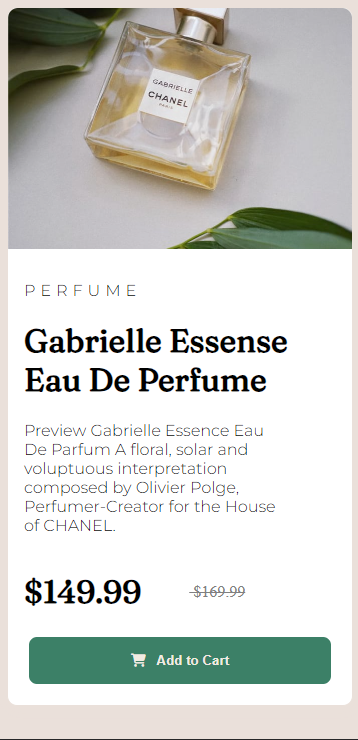 GABRIELLE
CHANEL
PARIS
PERFUME
Gabrielle Essense
Eau De Perfume
Preview Gabrielle Essence Eau
De Parfum A floral, solar and
voluptuous interpretation
composed by Olivier Polge,
Perfumer-Creator for the House
of CHANEL.
$149.99 $169.99
Add to Cart